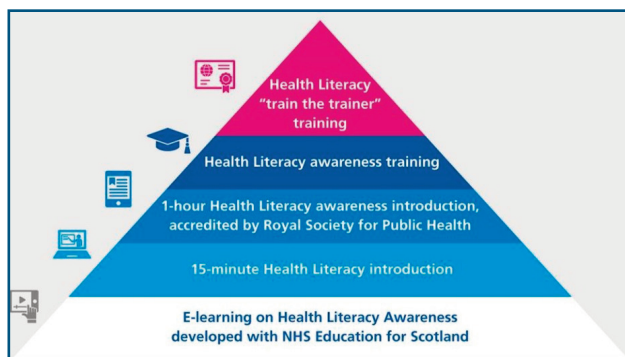 Health Literacy
“train the trainer”
training
Health Literacy awareness training
1-hour Health Literacy awareness introduction,
accredited by Royal Society for Public Health
15-minute Health Literacy introduction
E-learning on Health Literacy Awareness
developed with NHS Education for Scotland